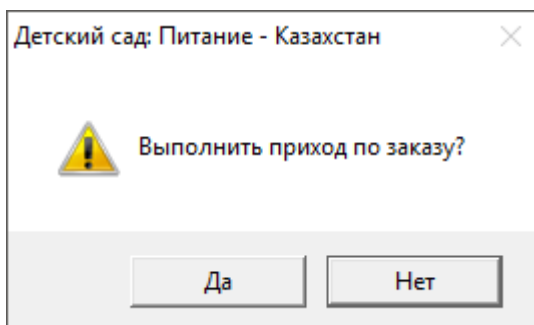 Детский сад: Питание - Казахстан
Выполнить приход по заказу?
Да
Нет